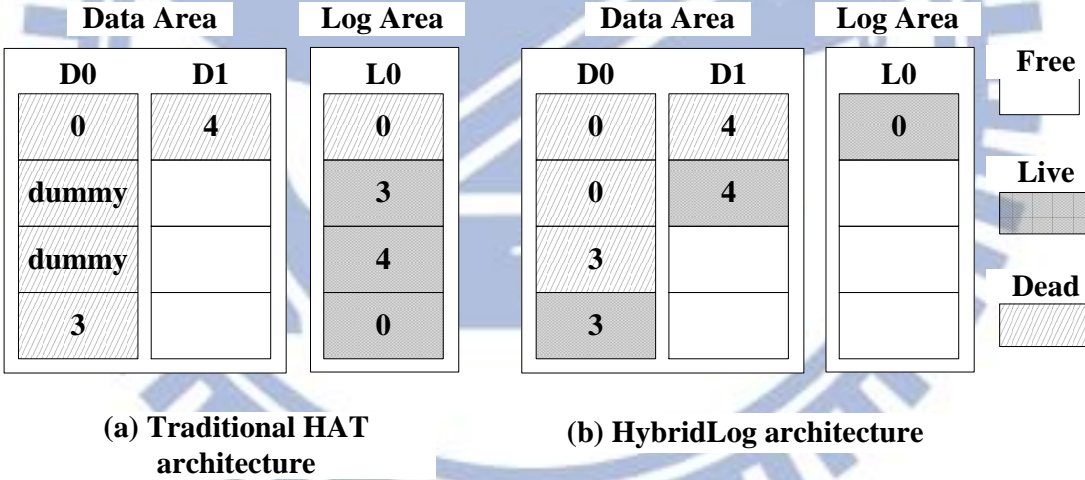 Data Area Log Area Data Area Log Area
D0 D1 L0 D0 D1 L0 Free
0 4 0 0 4 0
dummy 3 0 4 Live
dummy 4 3
3 0 3 Dead
(a) Traditional HAT
architecture
(b) HybridLog architecture